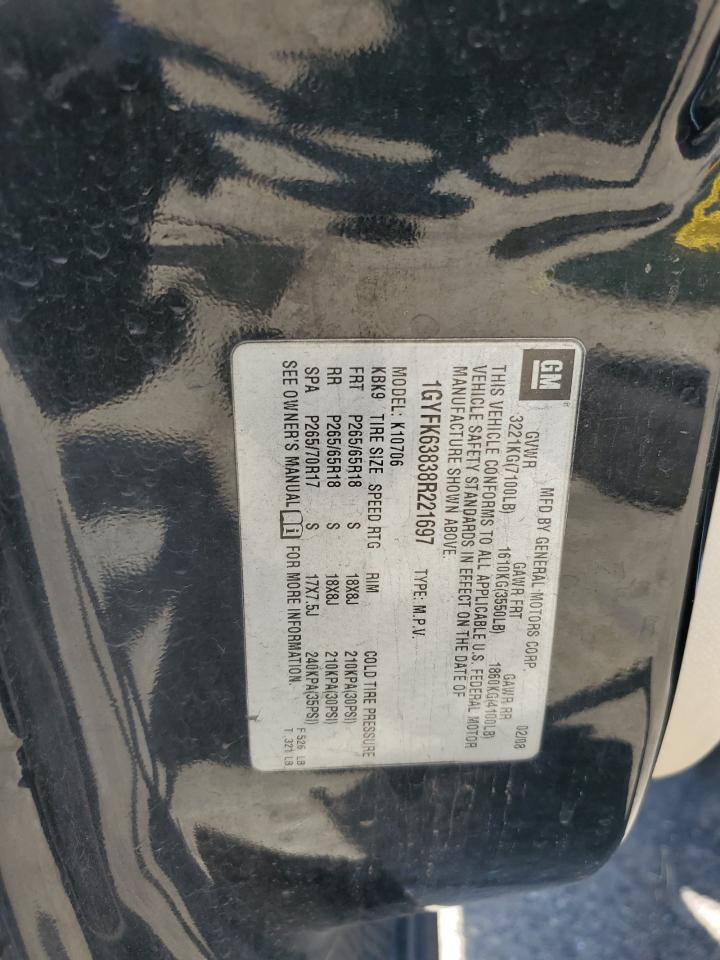 GM
MFD BY GENERAL MOTORS CORP
02/08
GVWR GAWR FRT GAWR RR
3221KG(7100LB) 1610KG(3550LB) 1860KG(4100LB)
THIS VEHICLE CONFORMS TO ALL APPLICABLE U.S. FEDERAL MOTOR
VEHICLE SAFETY STANDARDS IN EFFECT ON THE DATE OF
MANUFACTURE SHOWN ABOVE.
1GYFK63838R221697 TYPE: M.P.V.
MODEL: K10706
KBK9 TIRE SIZE SPEED RTG RIM COLD TIRE PRESSURE
FRT P265/65R18 S 18X8J 210KPA(30PSI)
RR P265/65R18 S 18X8J 210KPA(30PSI)
SPA P265/70R17 S 17X7.5J 240KPA(35PSI)
SEE OWNER'S MANUAL FOR MORE INFORMATION.
F 526 LB
T 321 LB